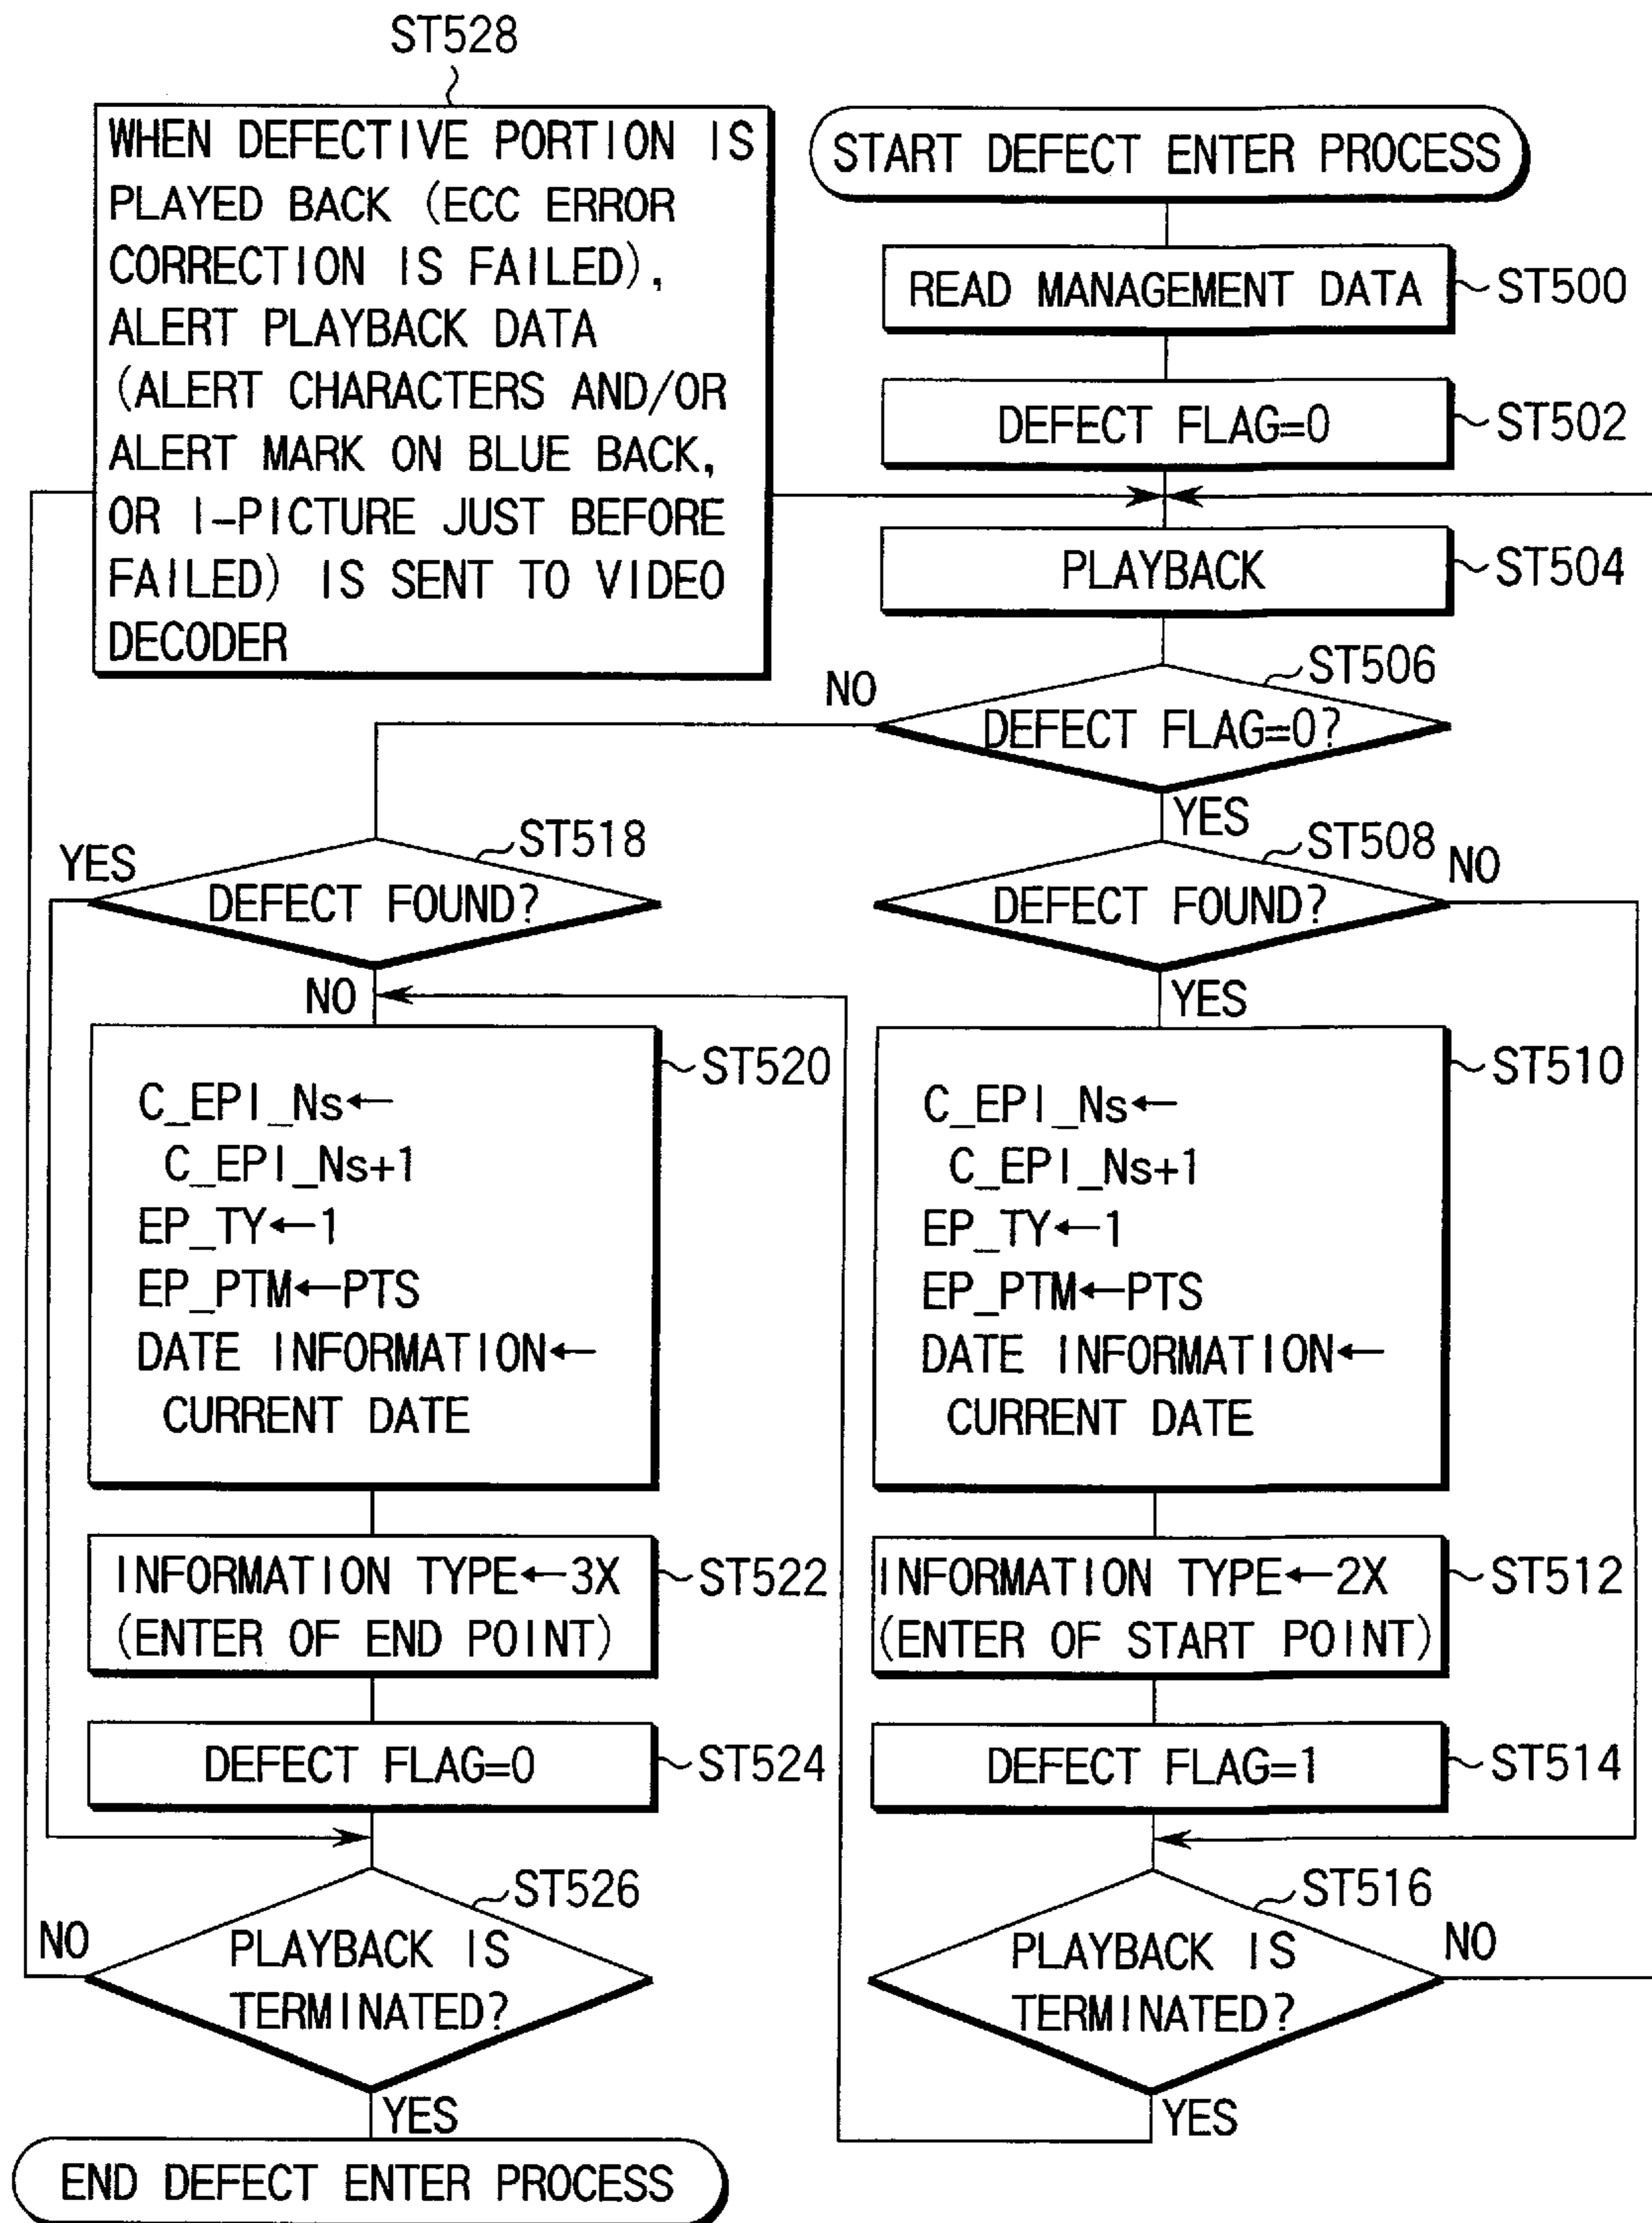 ST528
WHEN DEFECTIVE PORTION IS
PLAYED BACK (ECC ERROR
CORRECTION IS FAILED),
ALERT PLAYBACK DATA
(ALERT CHARACTERS AND/OR
ALERT MARK ON BLUE BACK,
OR I-PICTURE JUST BEFORE
FAILED) IS SENT TO VIDEO
DECODER
START DEFECT ENTER PROCESS
READ MANAGEMENT DATA
ST500
DEFECT FLAG=0
ST502
PLAYBACK
ST504
ST506
NO
DEFECT FLAG=0?
YES
ST518
YES
DEFECT FOUND?
NO
ST508
NO
DEFECT FOUND?
YES
ST520
C_EPI_Ns←
C_EPI_Ns+1
EP_TY←1
EP_PTM←PTS
DATE INFORMATION←
CURRENT DATE
ST510
C_EPI_Ns←
C_EPI_Ns+1
EP_TY←1
EP_PTM←PTS
DATE INFORMATION←
CURRENT DATE
INFORMATION TYPE←3X
(ENTER OF END POINT)
ST522
INFORMATION TYPE←2X
(ENTER OF START POINT)
ST512
DEFECT FLAG=0
ST524
DEFECT FLAG=1
ST514
ST526
NO
PLAYBACK IS
TERMINATED?
YES
ST516
NO
PLAYBACK IS
TERMINATED?
YES
END DEFECT ENTER PROCESS